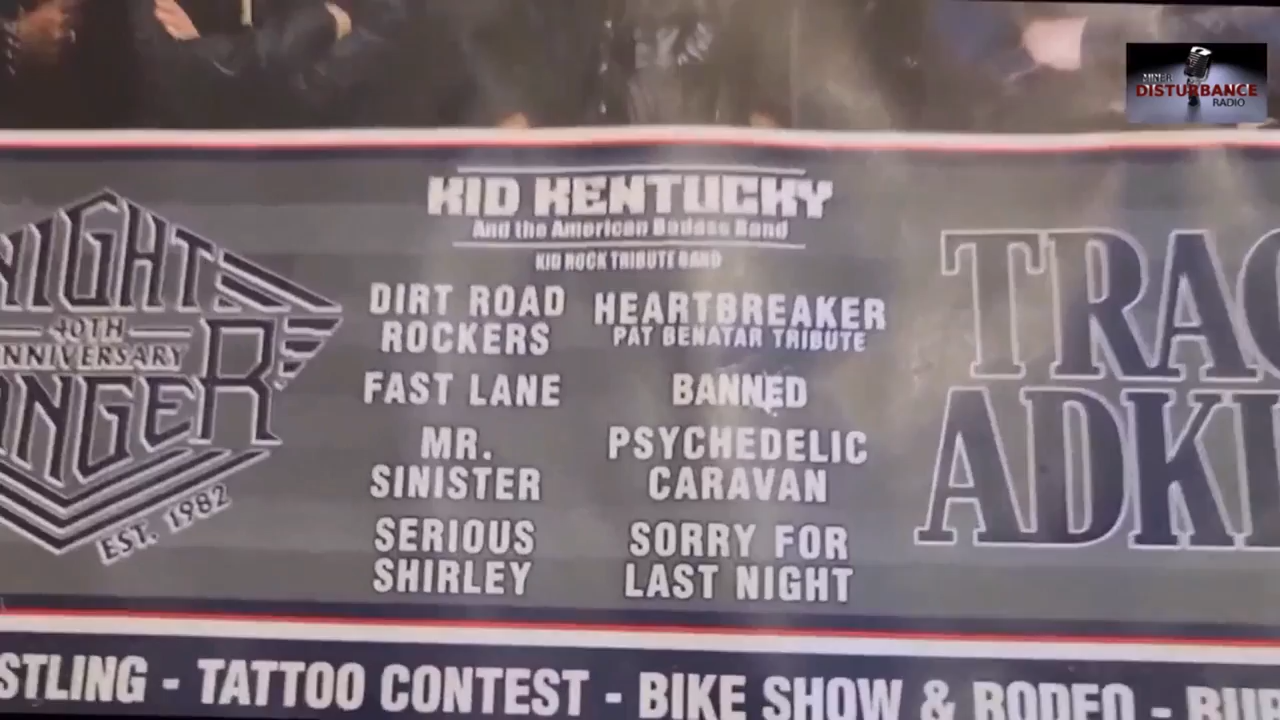 MINER
DISTURBANCE
RADIO
KID KENTUCKY
And the American Badass Band
KID ROCK TRIBUTE BAND
NIGHT
40TH
ANNIVERSARY
RANGER
EST. 1982
DIRT ROAD
ROCKERS
FAST LANE
MR.
SINISTER
SERIOUS
SHIRLEY
HEARTBREAKER
PAT BENATAR TRIBUTE
BANNED
PSYCHEDELIC
CARAVAN
SORRY FOR
LAST NIGHT
TRAC
ADKI
STLING - TATTOO CONTEST - BIKE SHOW & RODEO -